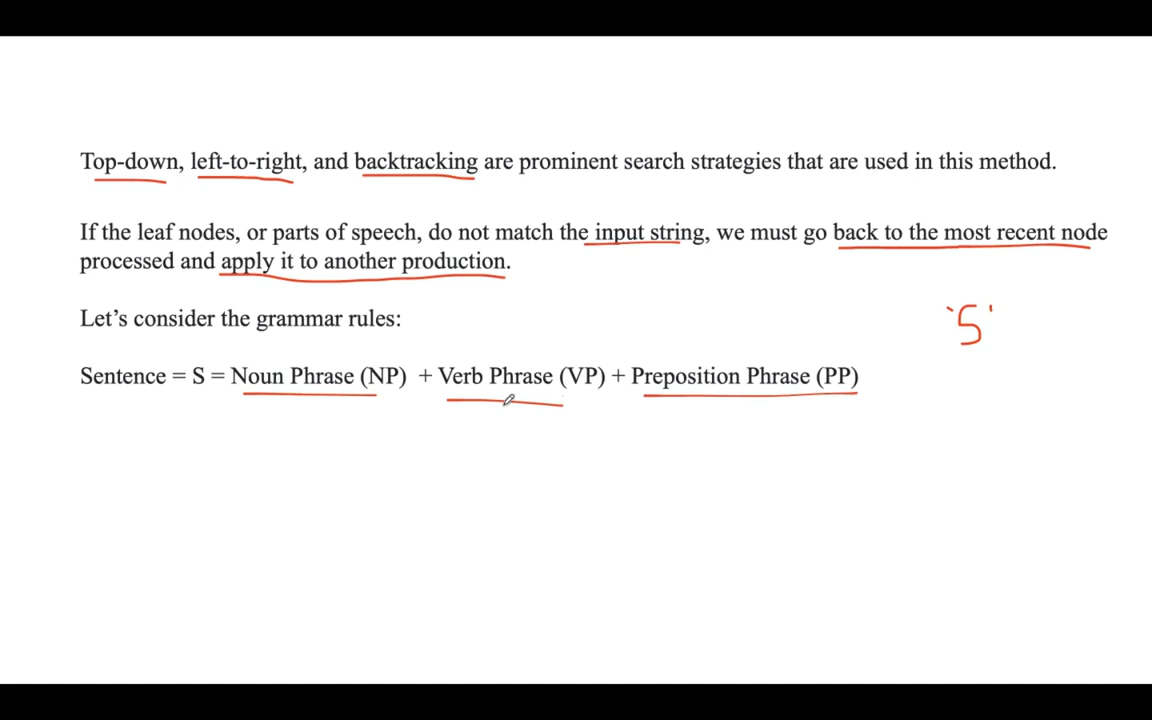 Top-down, left-to-right, and backtracking are prominent search strategies that are used in this method.
If the leaf nodes, or parts of speech, do not match the input string, we must go back to the most recent node
processed and apply it to another production.
Let’s consider the grammar rules:
'S'
Sentence = S = Noun Phrase (NP) + Verb Phrase (VP) + Preposition Phrase (PP)